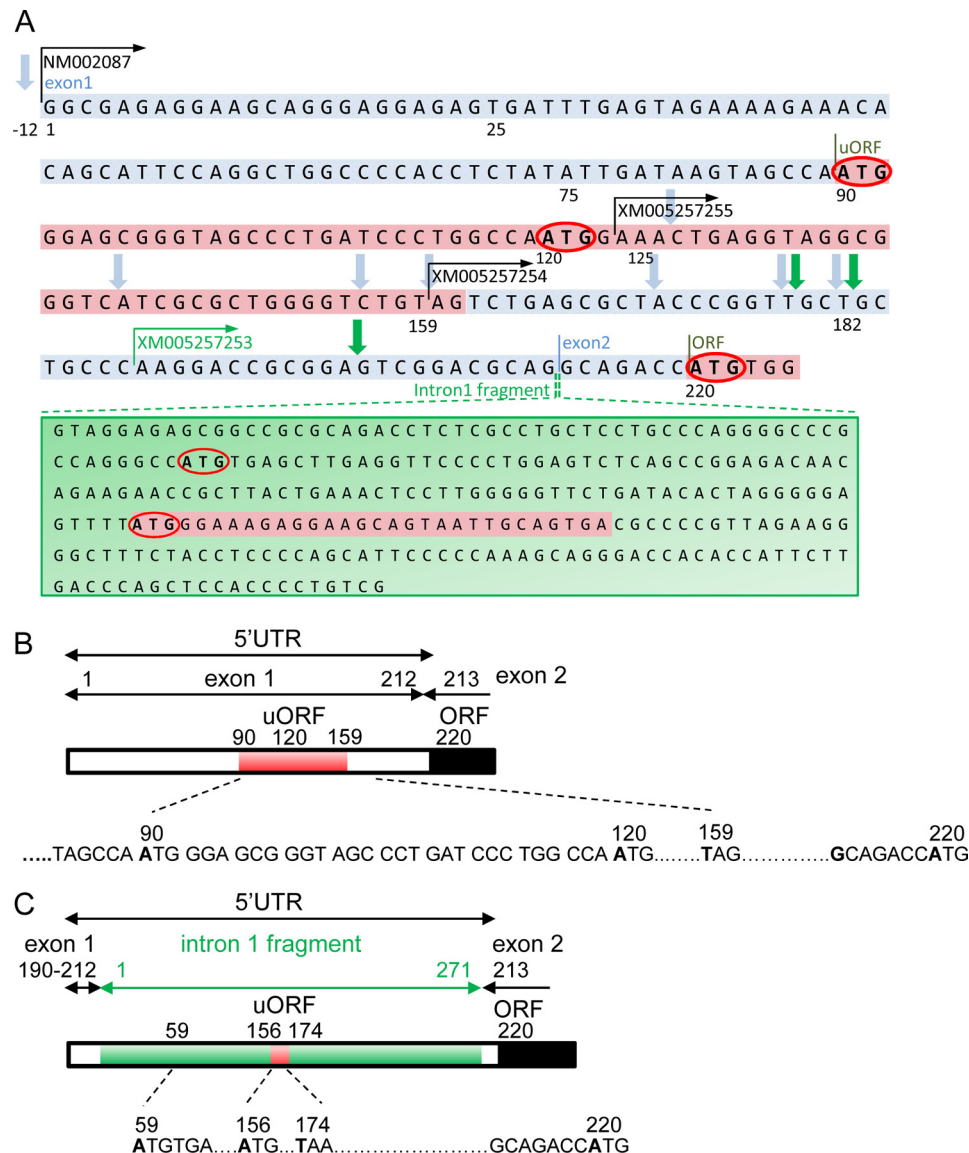 A
NM002087
exon1
GGCGAGAGGAAGCAGGGAGGAGAGTGATTTGAGTAGAAAAGAAACA
-12 1 25
uORF
CAGCATTCCAGGCTGGCCCCACCTCTATATTGATAAGTAGCCAATG
75 90
XM005257255
GGAGCGGGTAGCCCTGATCCCTGGCCAATGGAAACTGAGGTAGGCG
120 125
XM005257254
GGTCATCGCGCTGGGGTCTGTAGTCTGAGCGCTACCCGGTTGCTGC
159 182
XM005257253 exon2 ORF
TGCCCAAGGACCGCGGAGTCGGACGCAGGCAGACCATGTGG
Intron1 fragment 220
GTAGGAGAGCGGCCGCGCAGACCTCTCGCCTGCTCCTGCCCAGGGGCCCG
CCAGGGCCATGTGAGCTTGAGGTTCCCCTGGAGTCTCAGCCGGAGACAAC
AGAAGAACCGCTTACTGAAACTCCTTGGGGGTTCTGATACACTAGGGGGA
GTTTTATGGGAAAGAGGAAGCAGTAATTGCAGTGACGCCCCGTTAGAAGG
GGCTTTCTACCTCCCCAGCATTCCCCCAAAGCAGGGACCACACCATTCTT
GACCCAGCTCCACCCCTGTCG
B
5'UTR
1 exon 1 212 213 exon 2
uORF ORF
90 120 159 220
90 120 159 220
.....TAGCCA ATG GGA GCG GGT AGC CCT GAT CCC TGG CCA ATG........TAG..............GCAGACCATG
C
5'UTR
exon 1 intron 1 fragment exon 2
190-212 1 271 213
uORF ORF
59 156 174 220
59 156 174 220
ATGTGA....ATG...TAA......................GCAGACCATG